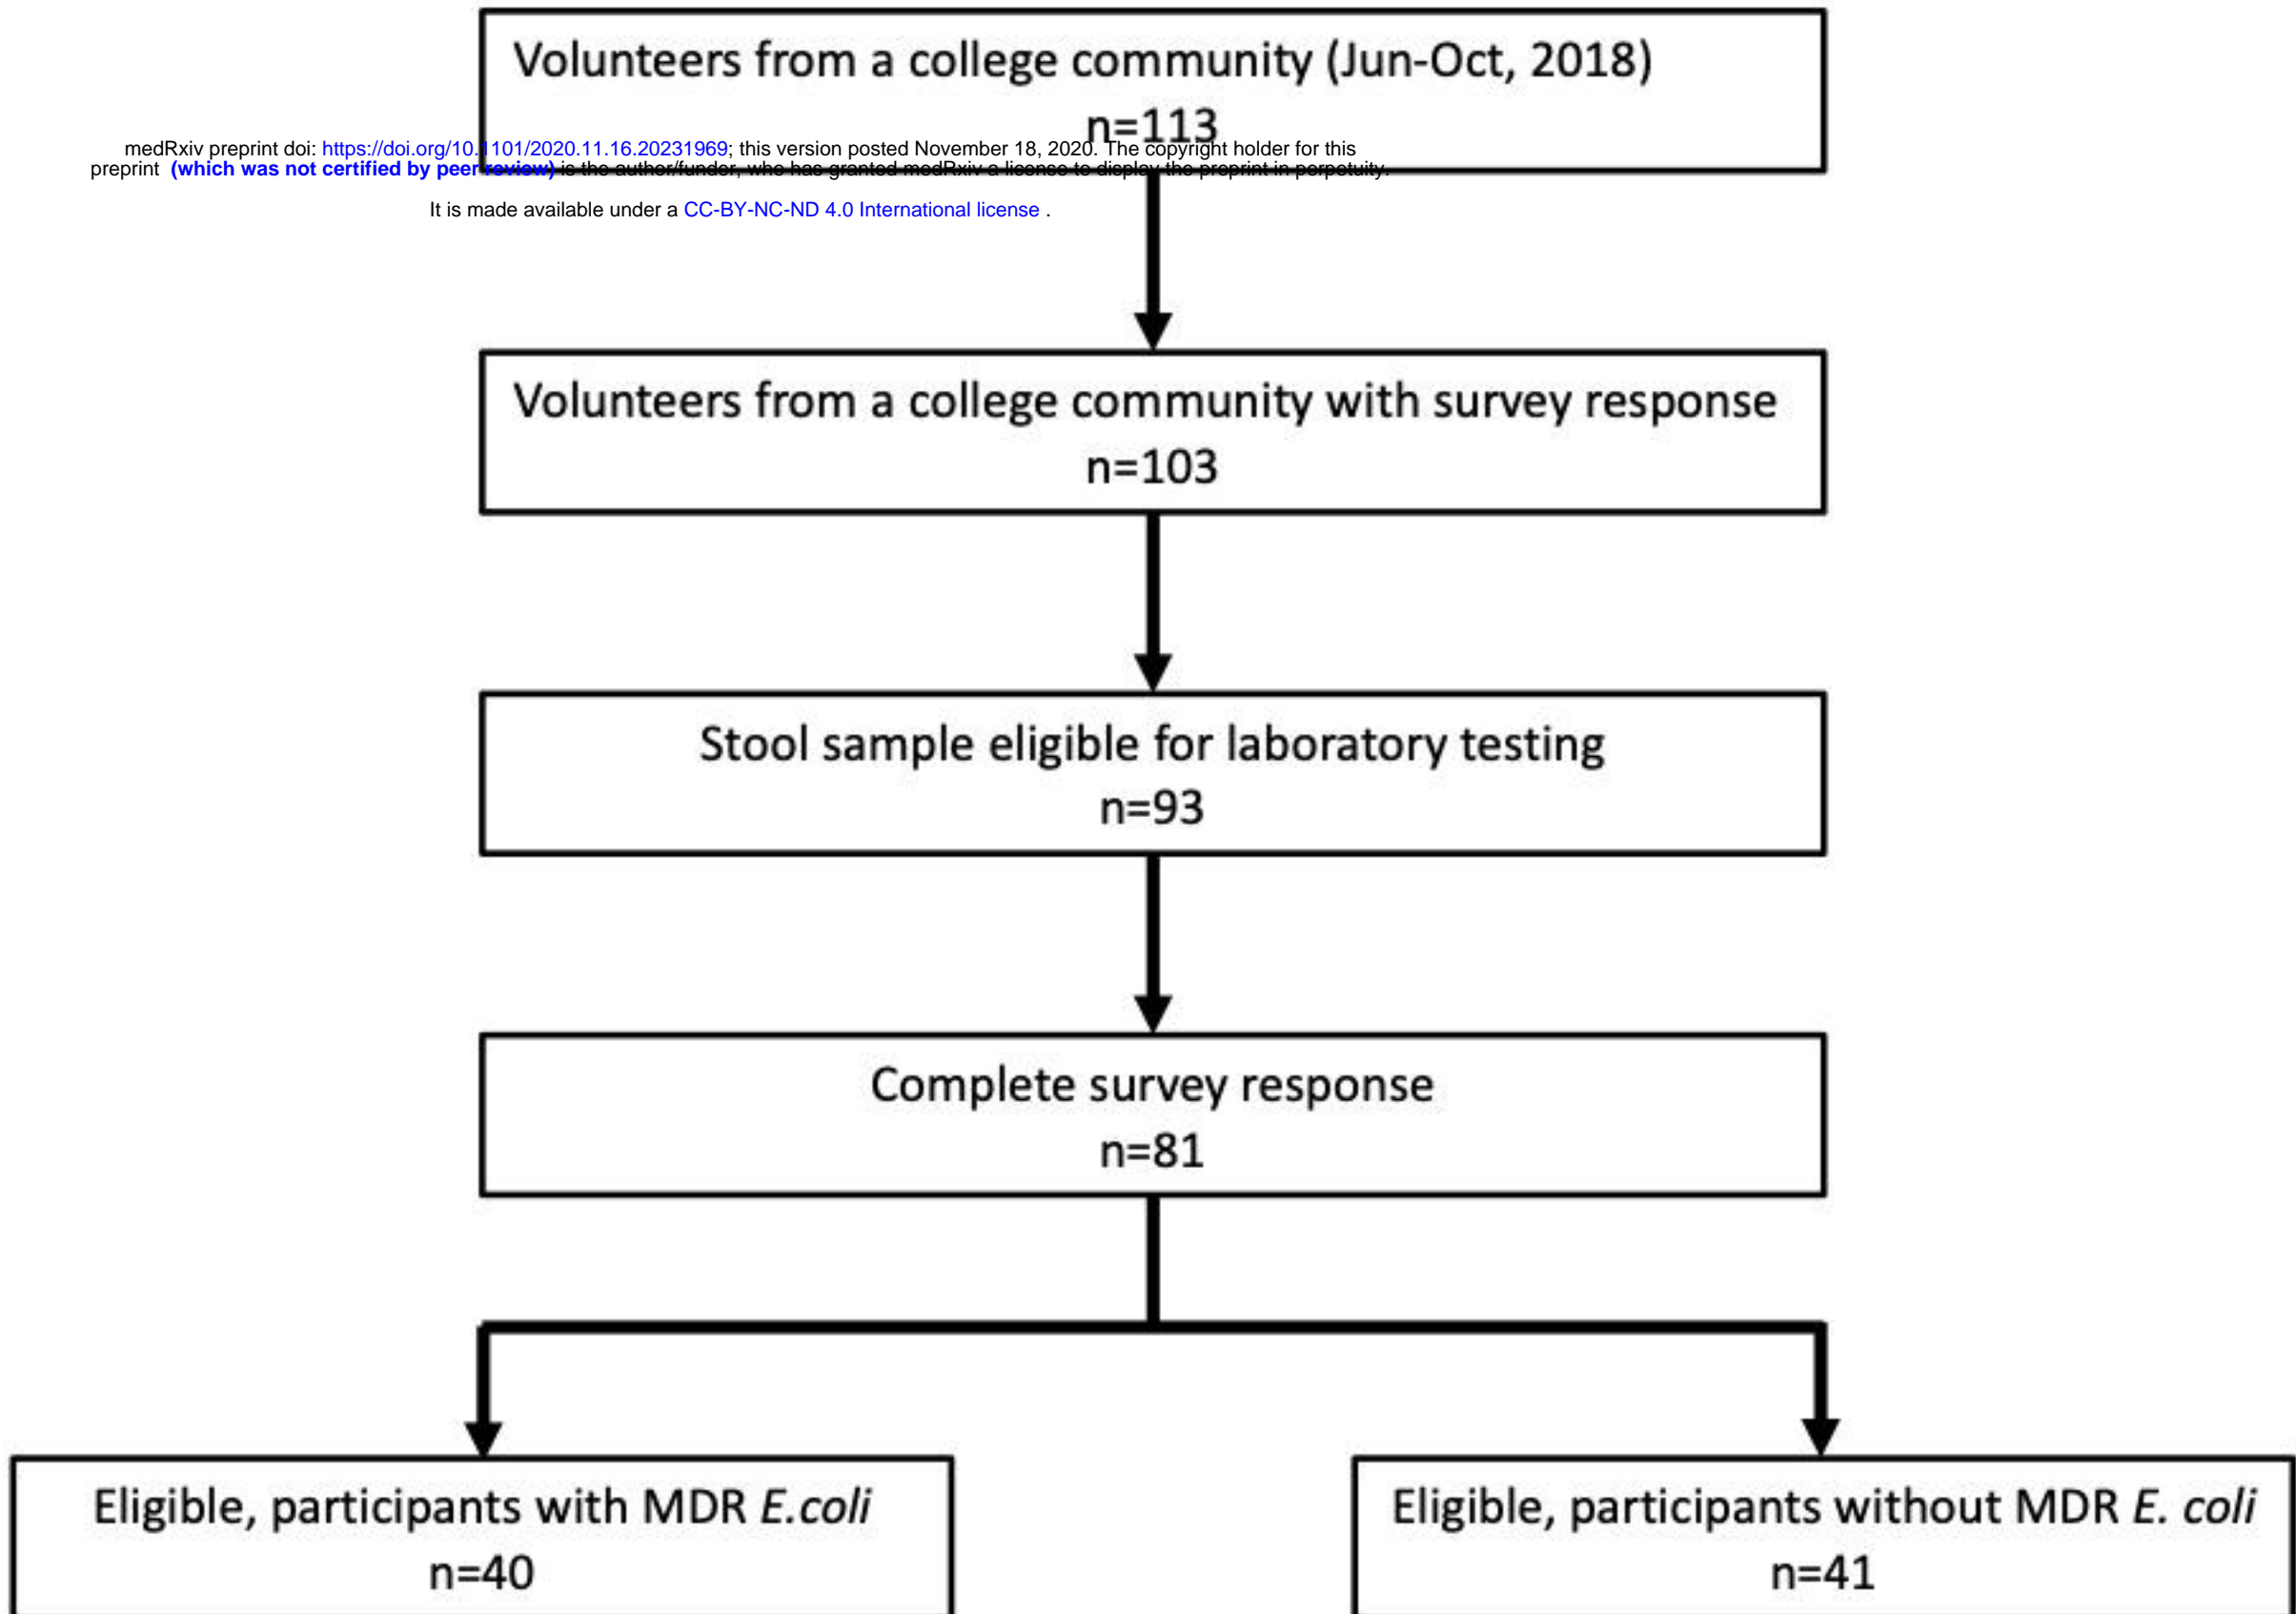 Volunteers from a college community (Jun-Oct, 2018)
n=113
medRxiv preprint doi: https://doi.org/10.1101/2020.11.16.20231969; this version posted November 18, 2020. The copyright holder for this
preprint (which was not certified by peer review) is the author/funder, who has granted medRxiv a license to display the preprint in perpetuity.
It is made available under a CC-BY-NC-ND 4.0 International license .
Volunteers from a college community with survey response
n=103
Stool sample eligible for laboratory testing
n=93
Complete survey response
n=81
Eligible, participants with MDR E.coli
n=40
Eligible, participants without MDR E. coli
n=41